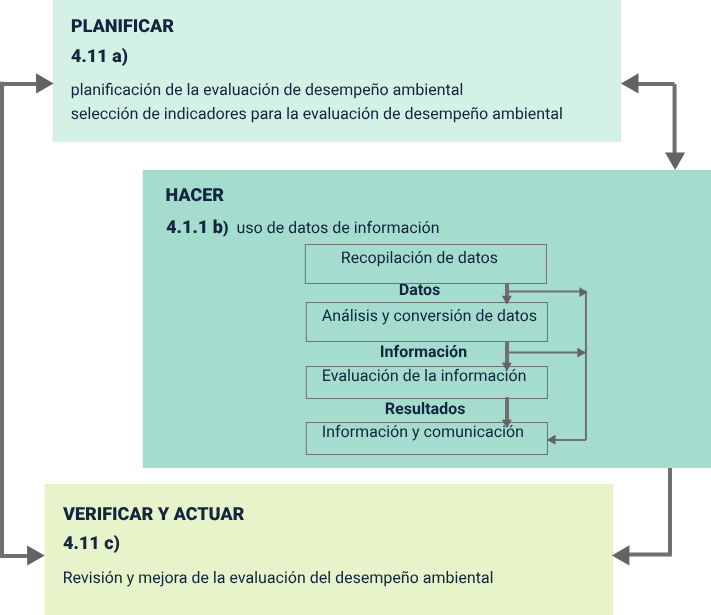 PLANIFICAR
4.11 a)
planificación de la evaluación de desempeño ambiental
selección de indicadores para la evaluación de desempeño ambiental
HACER
4.1.1 b) uso de datos de información
Recopilación de datos
Datos
Análisis y conversión de datos
Información
Evaluación de la información
Resultados
Información y comunicación
VERIFICAR Y ACTUAR
4.11 c)
Revisión y mejora de la evaluación del desempeño ambiental